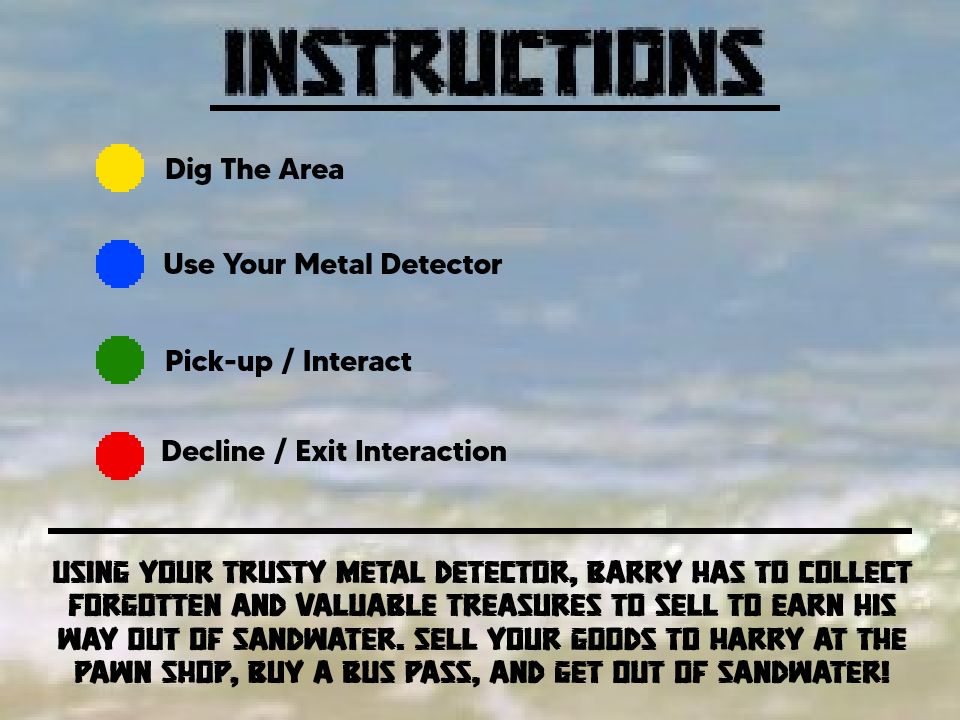 INSTRUCTIONS
Dig The Area
Use Your Metal Detector
Pick-up / Interact
Decline / Exit Interaction
USING YOUR TRUSTY METAL DETECTOR, BARRY HAS TO COLLECT
FORGOTTEN AND VALUABLE TREASURES TO SELL TO EARN HIS
WAY OUT OF SANDWATER. SELL YOUR GOODS TO HARRY AT THE
PAWN SHOP, BUY A BUS PASS, AND GET OUT OF SANDWATER!